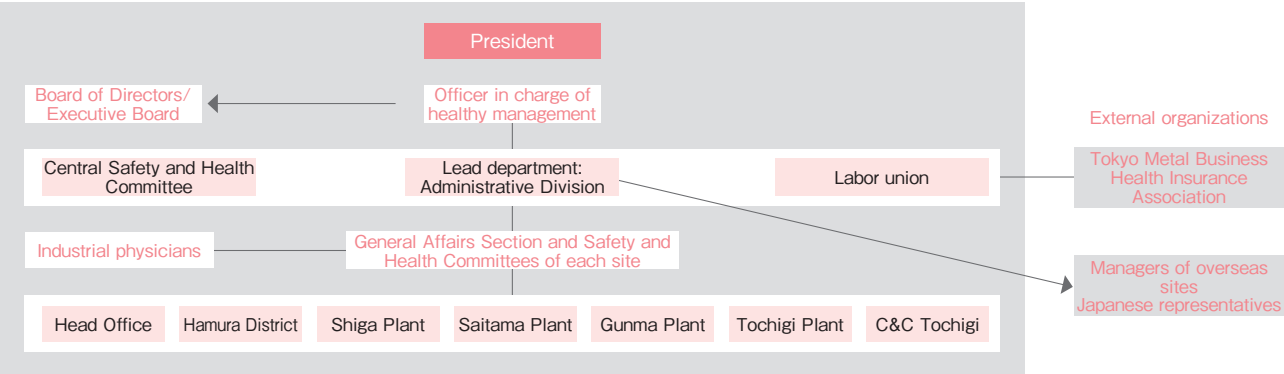 President
Board of Directors/
Executive Board
Officer in charge of
healthy management
External organizations
Central Safety and Health
Committee
Lead department:
Administrative Division
Labor union
Tokyo Metal Business
Health Insurance
Association
Industrial physicians
General Affairs Section and Safety and
Health Committees of each site
Managers of overseas
sites
Japanese representatives
Head Office
Hamura District
Shiga Plant
Saitama Plant
Gunma Plant
Tochigi Plant
C&C Tochigi